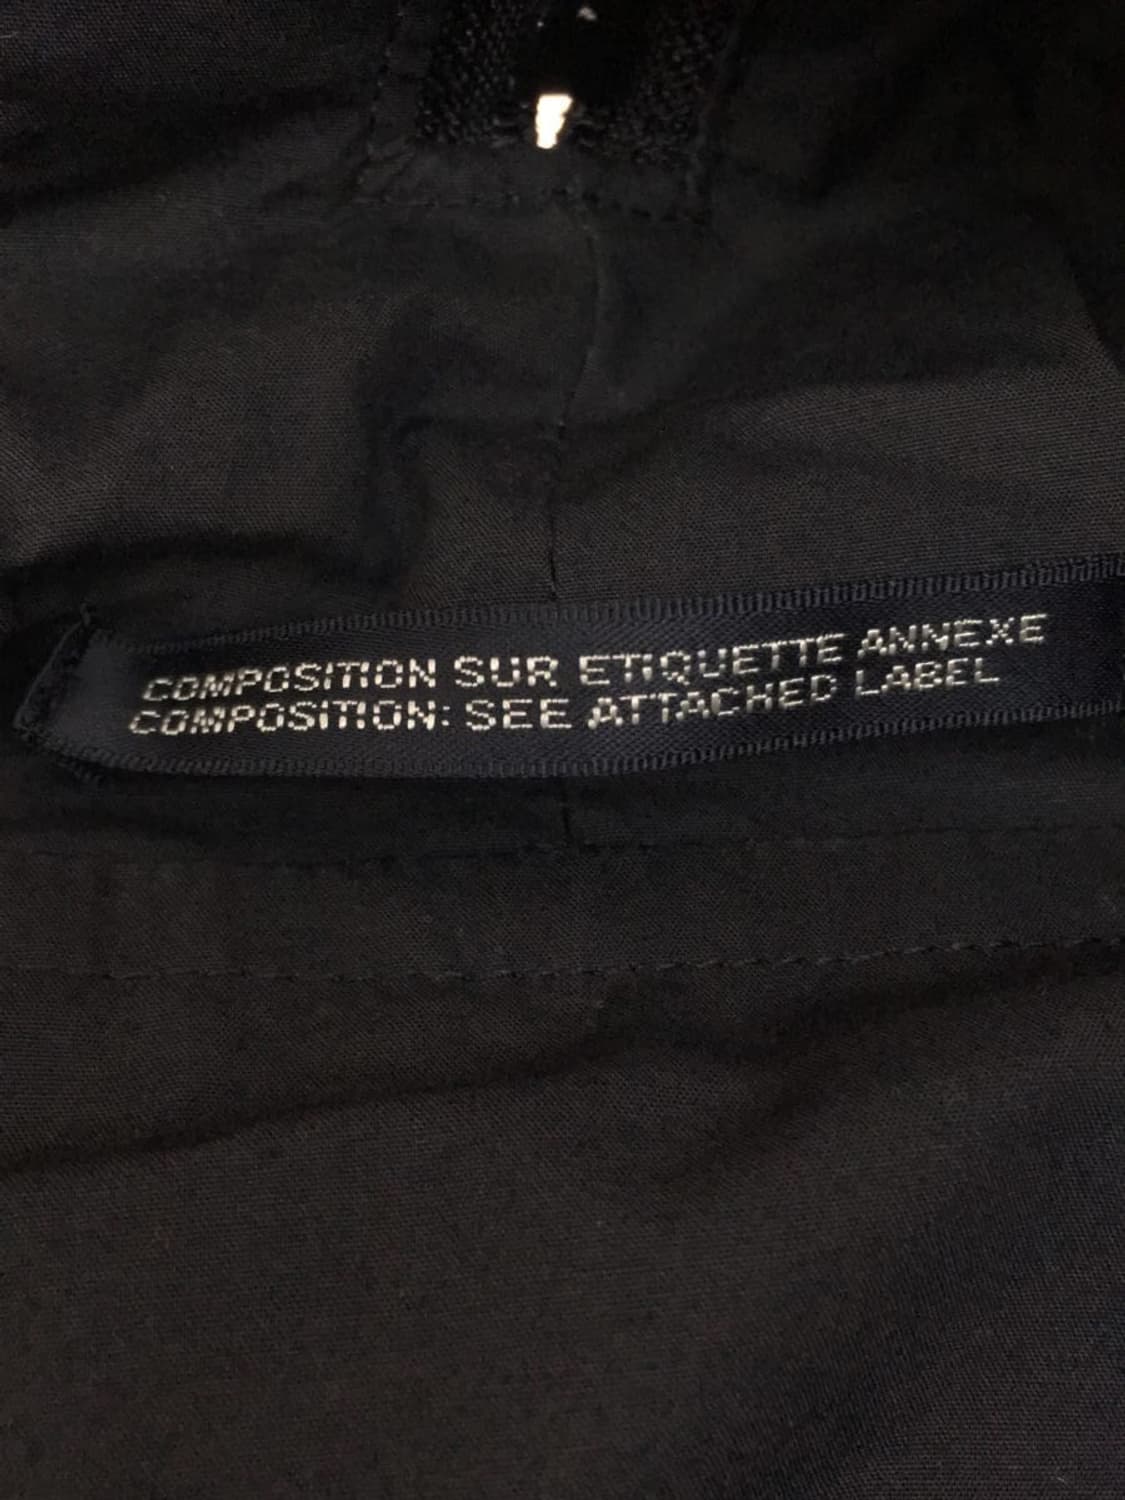 COMPOSITION SUR ETIQUETTE ANNEXE
COMPOSITION: SEE ATTACHED LABEL